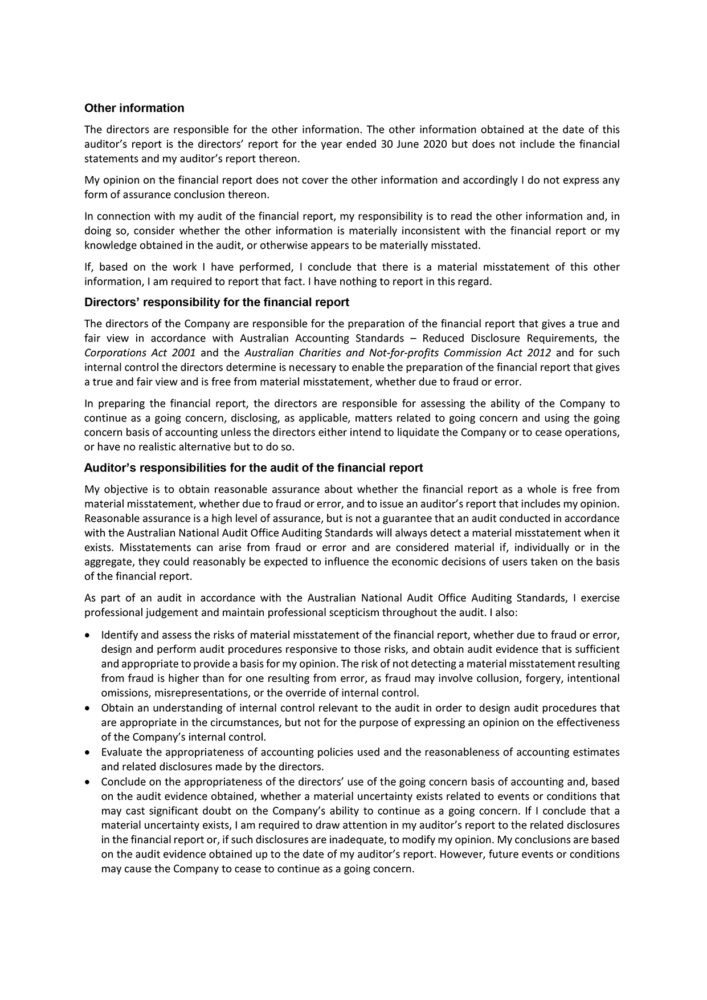 Other information
The directors are responsible for the other information. The other information obtained at the date of this
auditor’s report is the directors’ report for the year ended 30 June 2020 but does not include the financial
statements and my auditor’s report thereon.
My opinion on the financial report does not cover the other information and accordingly I do not express any
form of assurance conclusion thereon.
In connection with my audit of the financial report, my responsibility is to read the other information and, in
doing so, consider whether the other information is materially inconsistent with the financial report or my
knowledge obtained in the audit, or otherwise appears to be materially misstated.
If, based on the work I have performed, I conclude that there is a material misstatement of this other
information, I am required to report that fact. I have nothing to report in this regard.
Directors’ responsibility for the financial report
The directors of the Company are responsible for the preparation of the financial report that gives a true and
fair view in accordance with Australian Accounting Standards – Reduced Disclosure Requirements, the
Corporations Act 2001 and the Australian Charities and Not-for-profits Commission Act 2012 and for such
internal control the directors determine is necessary to enable the preparation of the financial report that gives
a true and fair view and is free from material misstatement, whether due to fraud or error.
In preparing the financial report, the directors are responsible for assessing the ability of the Company to
continue as a going concern, disclosing, as applicable, matters related to going concern and using the going
concern basis of accounting unless the directors either intend to liquidate the Company or to cease operations,
or have no realistic alternative but to do so.
Auditor’s responsibilities for the audit of the financial report
My objective is to obtain reasonable assurance about whether the financial report as a whole is free from
material misstatement, whether due to fraud or error, and to issue an auditor’s report that includes my opinion.
Reasonable assurance is a high level of assurance, but is not a guarantee that an audit conducted in accordance
with the Australian National Audit Office Auditing Standards will always detect a material misstatement when it
exists. Misstatements can arise from fraud or error and are considered material if, individually or in the
aggregate, they could reasonably be expected to influence the economic decisions of users taken on the basis
of the financial report.
As part of an audit in accordance with the Australian National Audit Office Auditing Standards, I exercise
professional judgement and maintain professional scepticism throughout the audit. I also:
• Identify and assess the risks of material misstatement of the financial report, whether due to fraud or error,
design and perform audit procedures responsive to those risks, and obtain audit evidence that is sufficient
and appropriate to provide a basis for my opinion. The risk of not detecting a material misstatement resulting
from fraud is higher than for one resulting from error, as fraud may involve collusion, forgery, intentional
omissions, misrepresentations, or the override of internal control.
• Obtain an understanding of internal control relevant to the audit in order to design audit procedures that
are appropriate in the circumstances, but not for the purpose of expressing an opinion on the effectiveness
of the Company’s internal control.
• Evaluate the appropriateness of accounting policies used and the reasonableness of accounting estimates
and related disclosures made by the directors.
• Conclude on the appropriateness of the directors’ use of the going concern basis of accounting and, based
on the audit evidence obtained, whether a material uncertainty exists related to events or conditions that
may cast significant doubt on the Company’s ability to continue as a going concern. If I conclude that a
material uncertainty exists, I am required to draw attention in my auditor’s report to the related disclosures
in the financial report or, if such disclosures are inadequate, to modify my opinion. My conclusions are based
on the audit evidence obtained up to the date of my auditor’s report. However, future events or conditions
may cause the Company to cease to continue as a going concern.